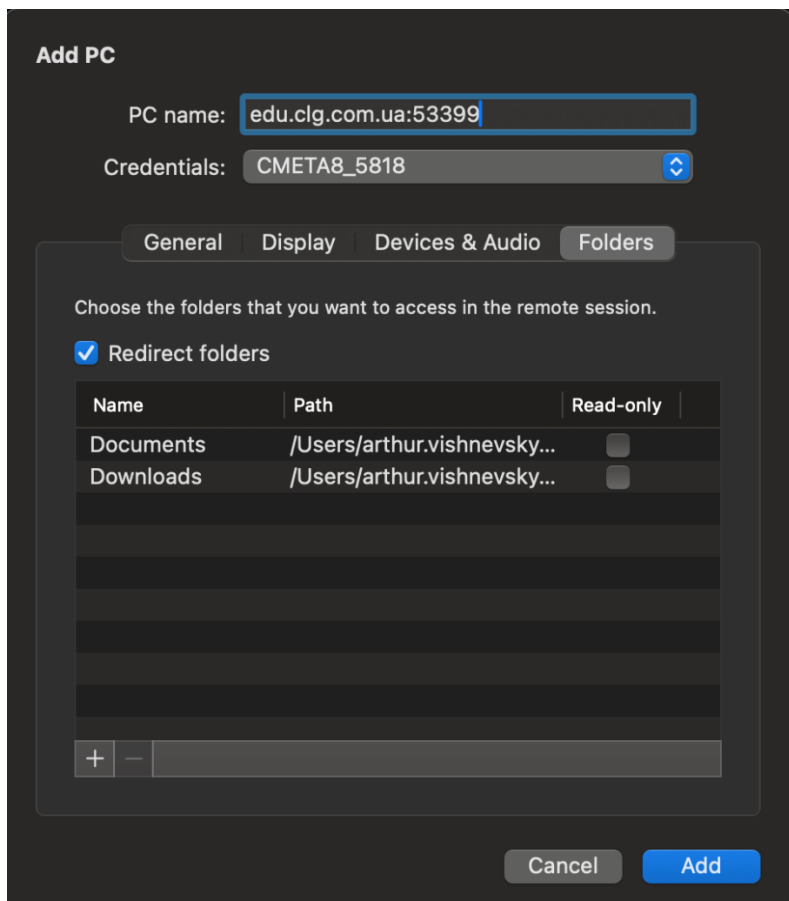 Add PC
PC name: edu.clg.com.ua:53399
Credentials: CMETA8_5818
General Display Devices & Audio Folders
Choose the folders that you want to access in the remote session.
Redirect folders
Name Path Read-only
Documents /Users/arthur.vishnevsky...
Downloads /Users/arthur.vishnevsky...
Cancel Add